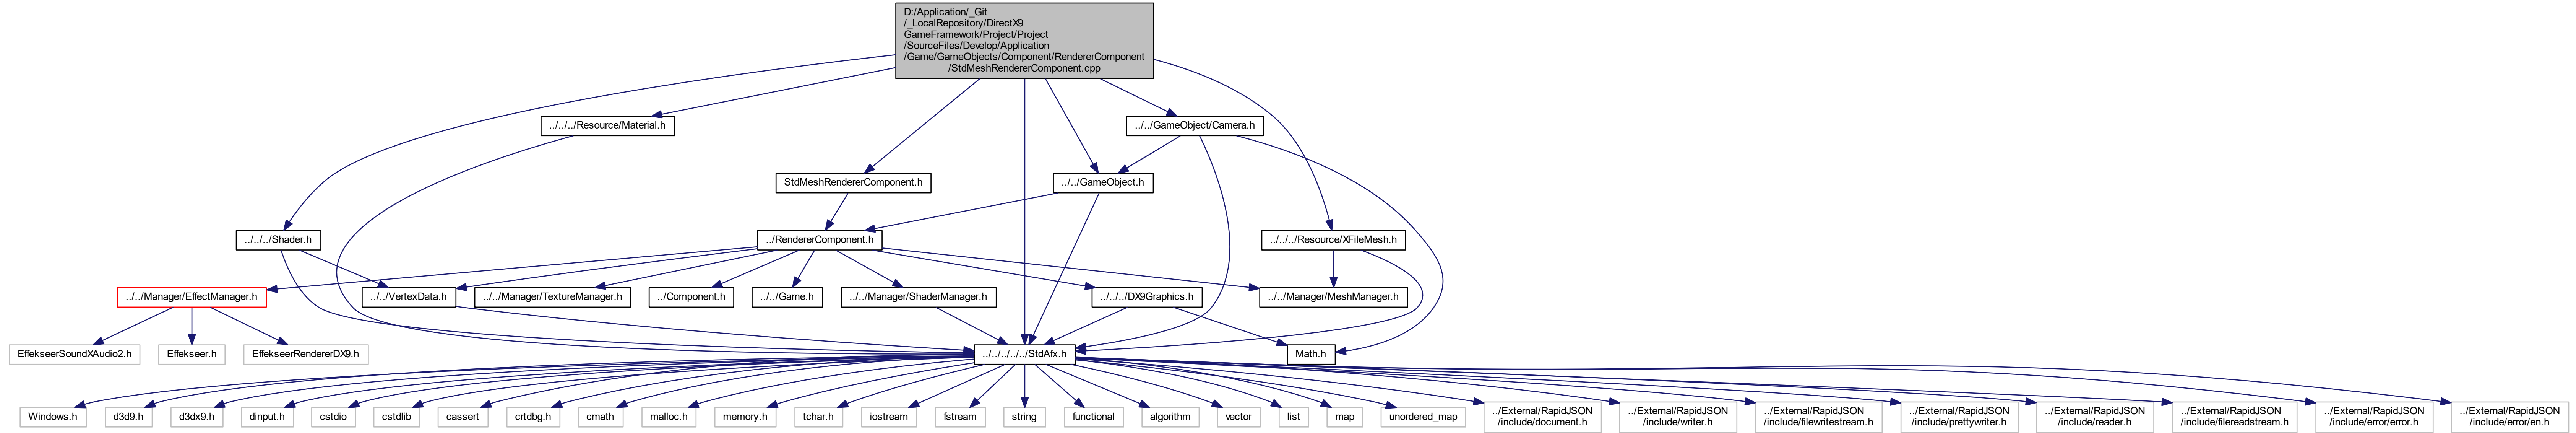 D:/Application/_Git
/_LocalRepository/DirectX9
GameFramework/Project/Project
/SourceFiles/Develop/Application
/Game/GameObjects/Component/RendererComponent
/StdMeshRendererComponent.cpp
../../../Resource/Material.h
../../GameObject/Camera.h
StdMeshRendererComponent.h
../../GameObject.h
../../../Shader.h
../RendererComponent.h
../../../Resource/XFileMesh.h
../../Manager/EffectManager.h
../../VertexData.h
../../Manager/TextureManager.h
../Component.h
../../Game.h
../../Manager/ShaderManager.h
../../../DX9Graphics.h
../../Manager/MeshManager.h
EffekseerSoundXAudio2.h
Effekseer.h
EffekseerRendererDX9.h
../../../../../StdAfx.h
Math.h
Windows.h
d3d9.h
d3dx9.h
dinput.h
cstdio
cstdlib
cassert
crtdbg.h
cmath
malloc.h
memory.h
tchar.h
iostream
fstream
string
functional
algorithm
vector
list
map
unordered_map
../External/RapidJSON
/include/document.h
../External/RapidJSON
/include/writer.h
../External/RapidJSON
/include/filewritestream.h
../External/RapidJSON
/include/prettywriter.h
../External/RapidJSON
/include/reader.h
../External/RapidJSON
/include/filereadstream.h
../External/RapidJSON
/include/error/error.h
../External/RapidJSON
/include/error/en.h